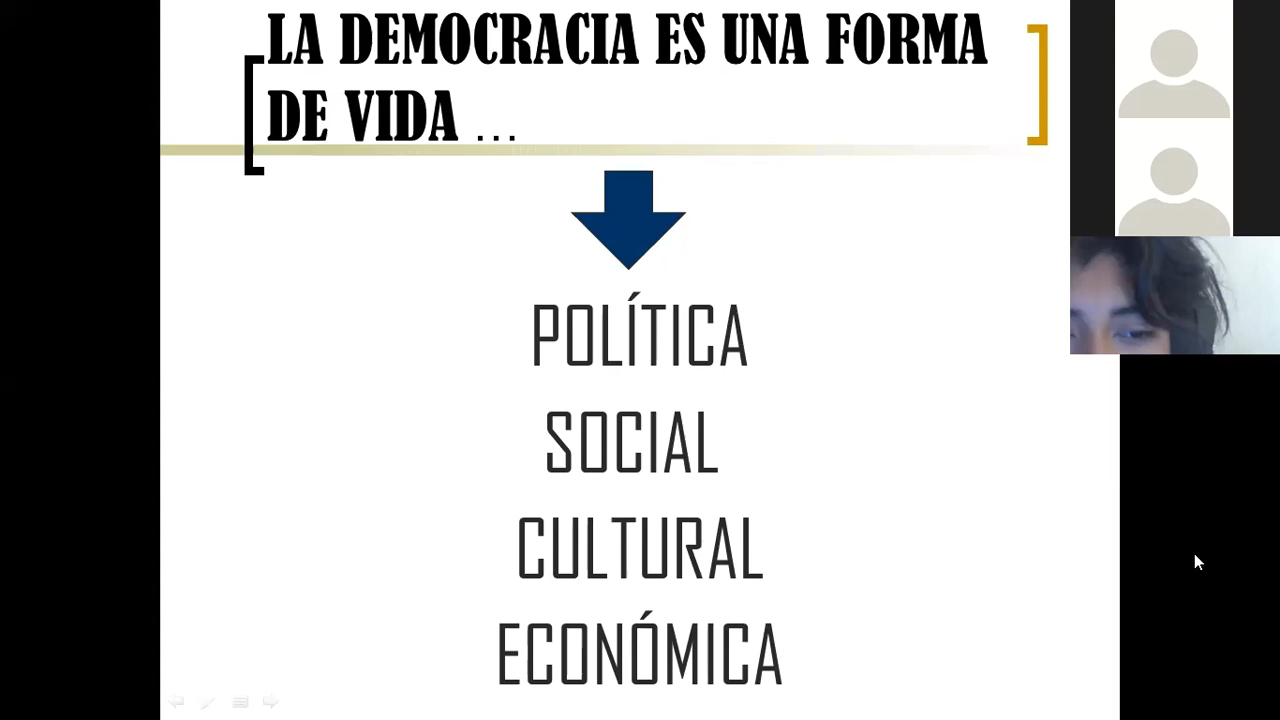 LA DEMOCRACIA ES UNA FORMA
DE VIDA ...
POLÍTICA
SOCIAL
CULTURAL
ECONÓMICA